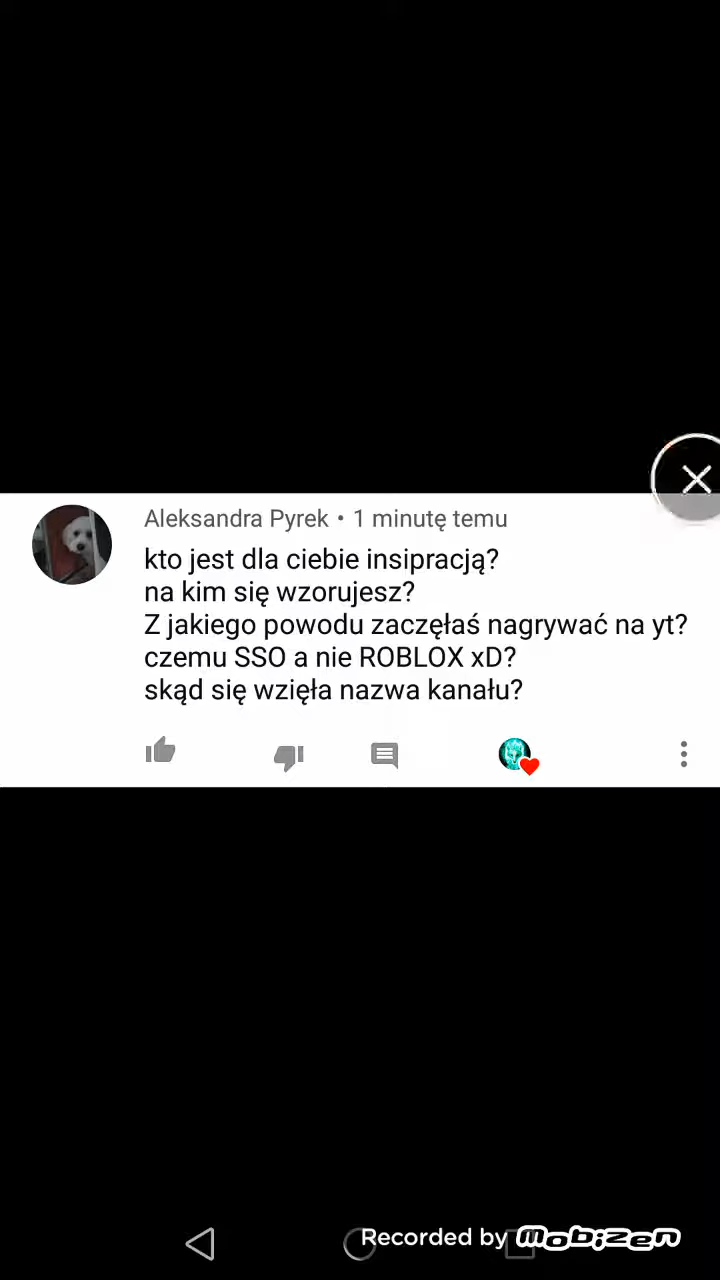 Aleksandra Pyrek • 1 minutę temu
kto jest dla ciebie insipracją?
na kim się wzorujesz?
Z jakiego powodu zaczęłaś nagrywać na yt?
czemu SSO a nie ROBLOX xD?
skąd się wzięła nazwa kanału?
Recorded by mobizen